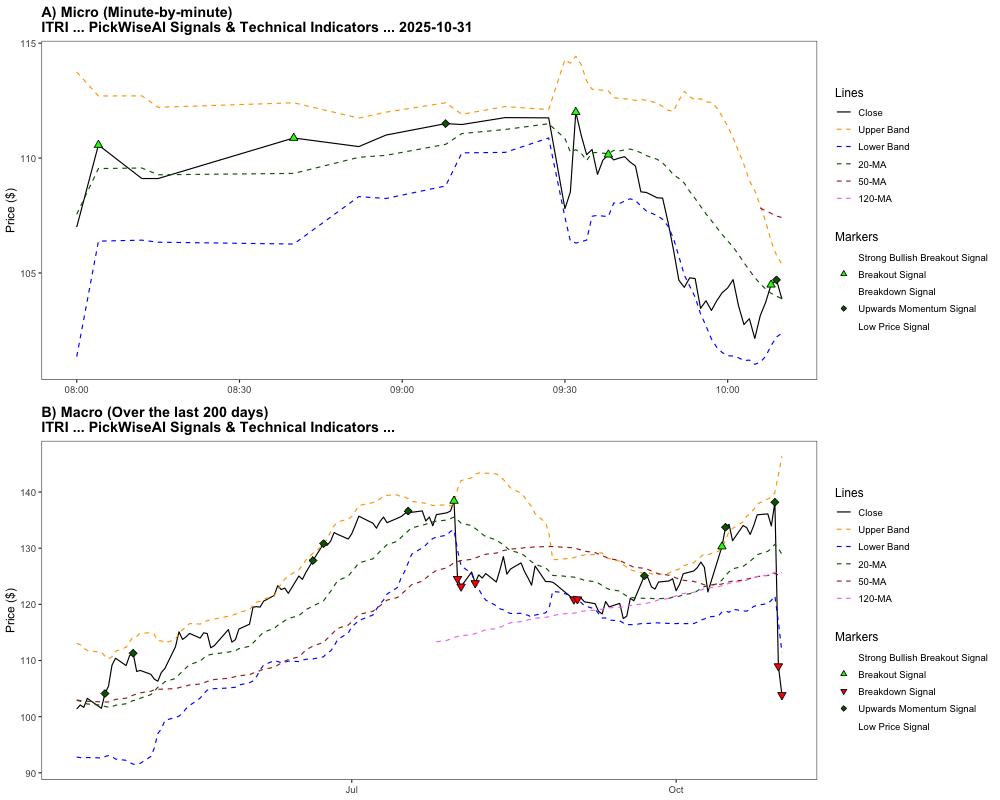 A) Micro (Minute-by-minute)
ITRI ... PickWiseAI Signals & Technical Indicators ... 2025-10-31
115
110
105
Price ($)
08:00
08:30
09:00
09:30
10:00
Lines
Close
Upper Band
Lower Band
20-MA
50-MA
120-MA
Markers
Strong Bullish Breakout Signal
Breakout Signal
Breakdown Signal
Upwards Momentum Signal
Low Price Signal
B) Macro (Over the last 200 days)
ITRI ... PickWiseAI Signals & Technical Indicators ...
140
130
120
110
100
90
Price ($)
Jul
Oct
Lines
Close
Upper Band
Lower Band
20-MA
50-MA
120-MA
Markers
Strong Bullish Breakout Signal
Breakout Signal
Breakdown Signal
Upwards Momentum Signal
Low Price Signal